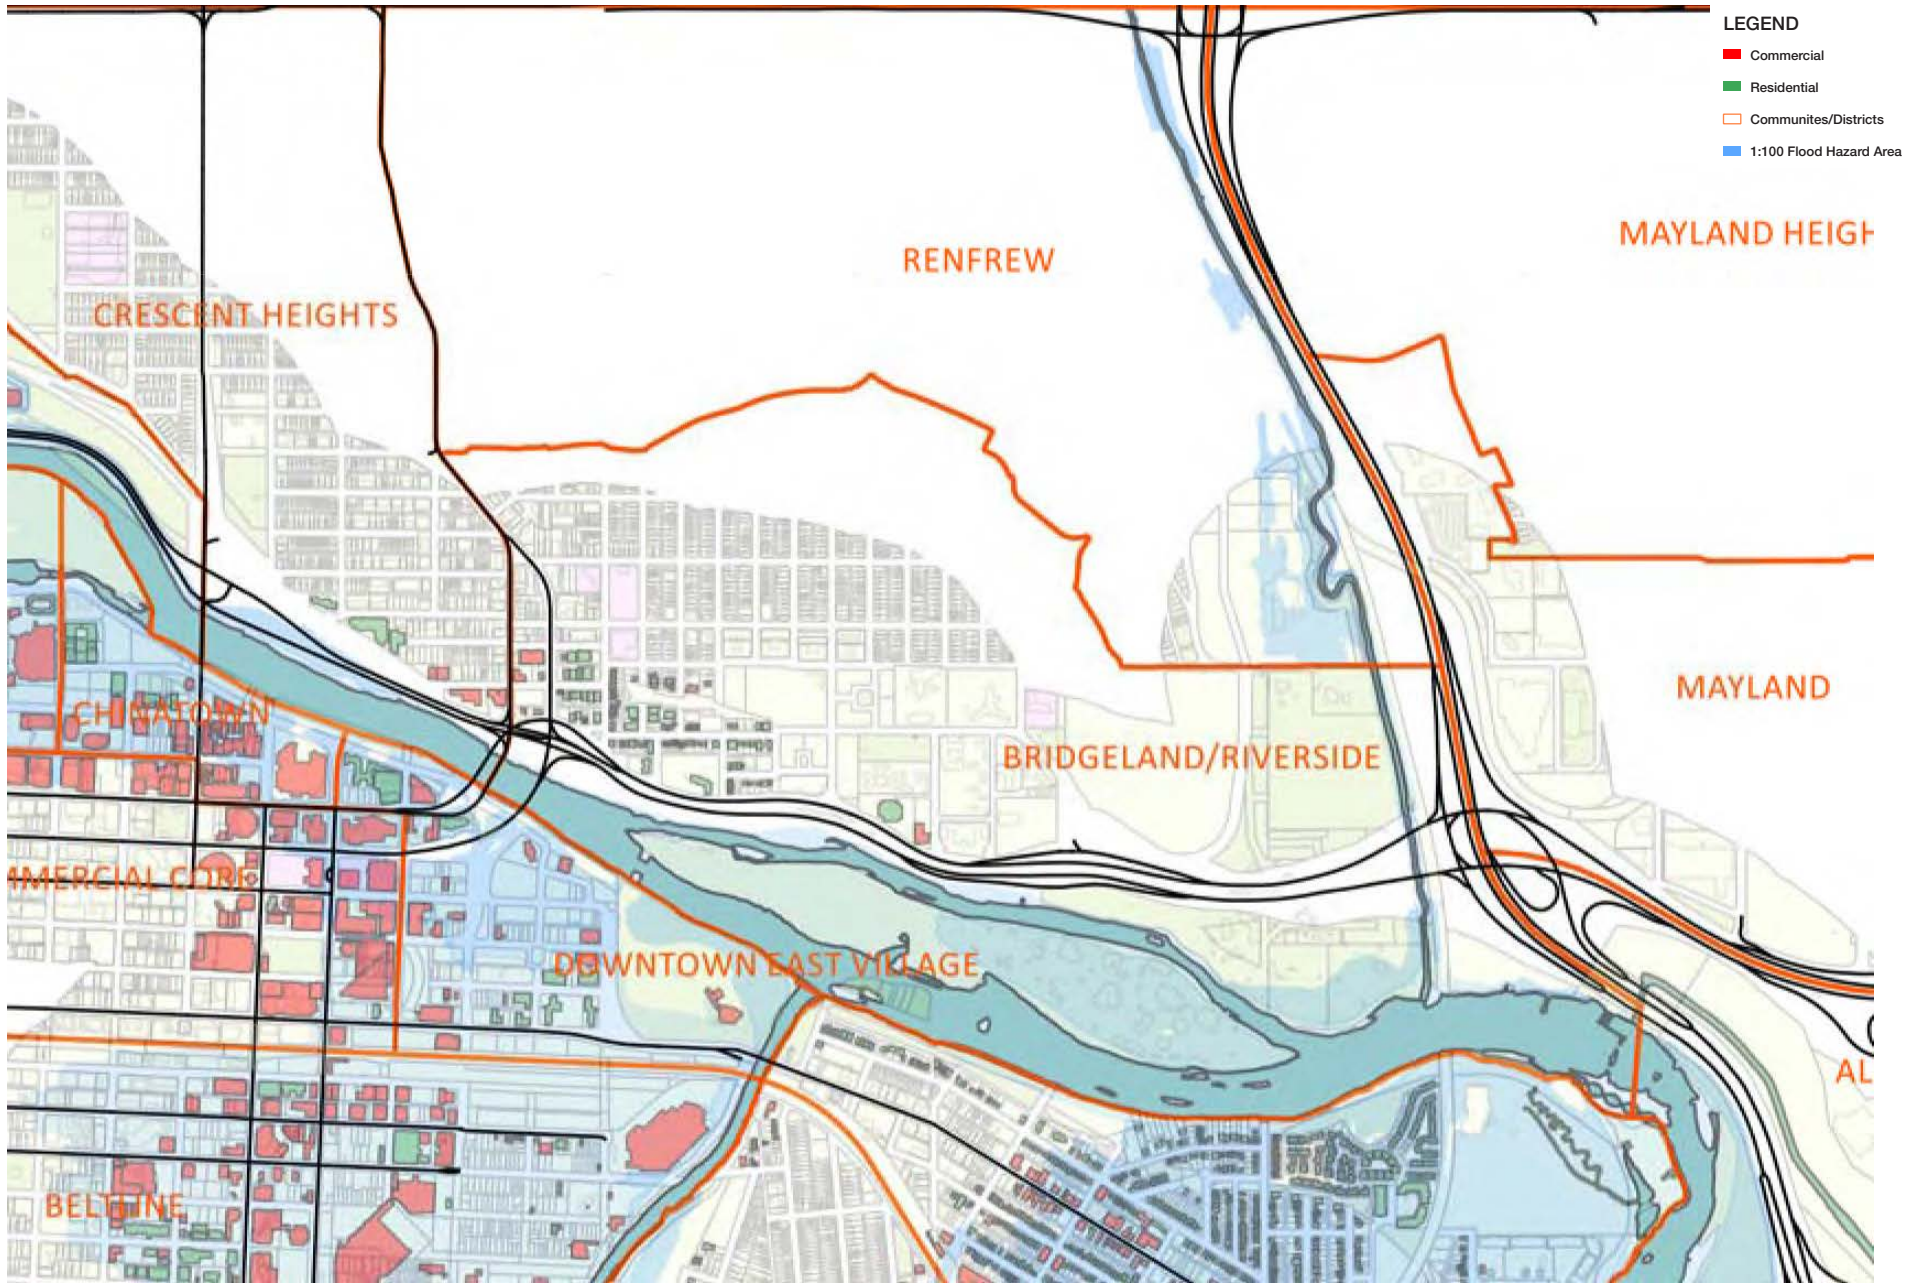 LEGEND
Commercial
Residential
Communites/Districts
1:100 Flood Hazard Area
MAYLAND HEIGH
RENFREW
CRESCENT HEIGHTS
MAYLAND
CHINATOWN
BRIDGELAND/RIVERSIDE
MMERCIAL CORE
DOWNTOWN EAST VILLAGE
AL
BELTLINE